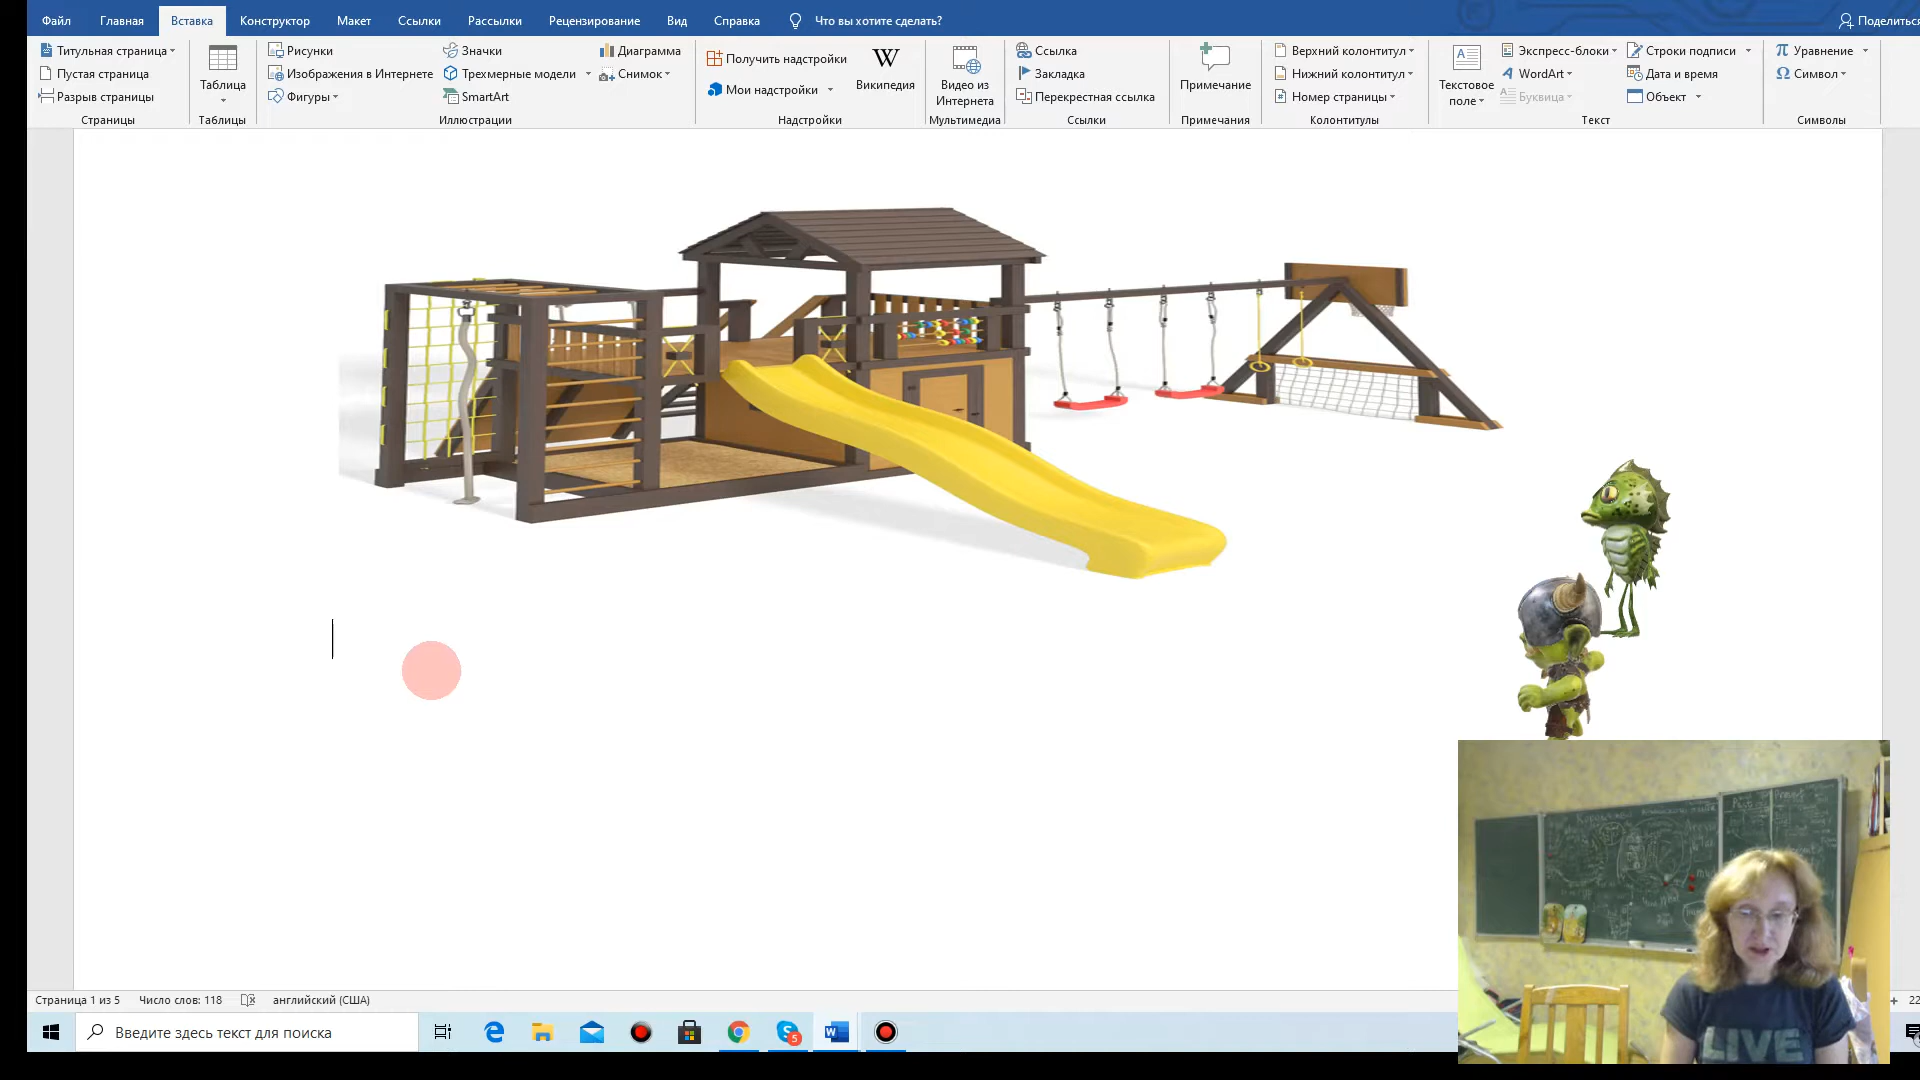 Файл Главная Вставка Конструктор Макет Ссылки Рассылки Рецензирование Вид Справка Что вы хотите сделать? Поделиться
Титульная страница
Пустая страница
Разрыв страницы
Страницы
Таблица
Таблицы
Рисунки
Изображения в Интернете
Фигуры
Значки
Трехмерные модели
SmartArt
Диаграмма
Снимок
Иллюстрации
Получить надстройки
Мои надстройки
W
Википедия
Надстройки
Видео из
Интернета
Мультимедиа
Ссылка
Закладка
Перекрестная ссылка
Ссылки
Примечание
Примечания
Верхний колонтитул
Нижний колонтитул
Номер страницы
Колонтитулы
Текстовое
поле
Экспресс-блоки
WordArt
Буквица
Строки подписи
Дата и время
Объект
Текст
π Уравнение
Ω Символ
Символы
LIVE
Страница 1 из 5 Число слов: 118 английский (США)
Введите здесь текст для поиска
5